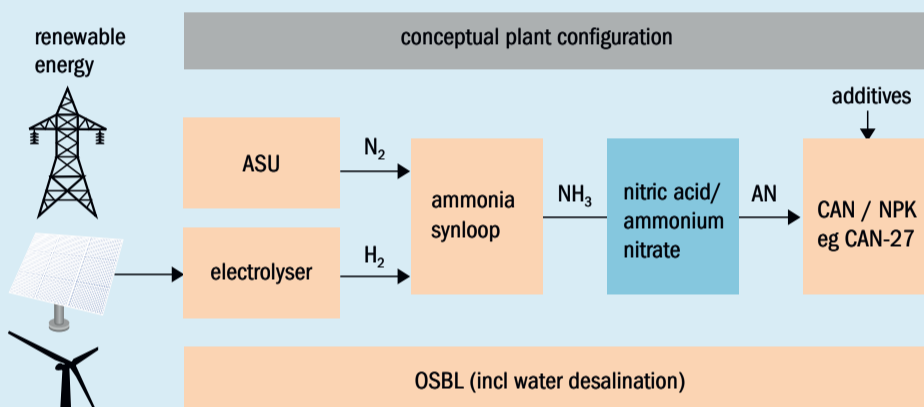 renewable
energy
conceptual plant configuration
additives
ASU
N₂
ammonia
synloop
NH₃
nitric acid/
ammonium
nitrate
AN
CAN / NPK
eg CAN-27
electrolyser
H₂
OSBL (incl water desalination)